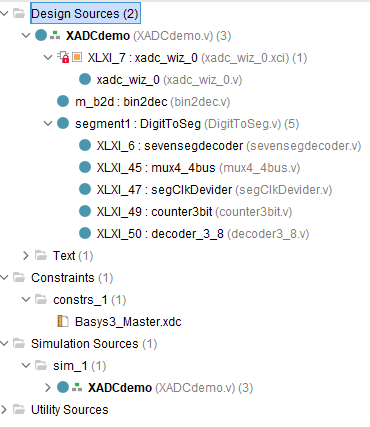 Design Sources (2)
XADCdemo (XADCdemo.v) (3)
XLXI_7 : xadc_wiz_0 (xadc_wiz_0.xci) (1)
xadc_wiz_0 (xadc_wiz_0.v)
m_b2d : bin2dec (bin2dec.v)
segment1 : DigitToSeg (DigitToSeg.v) (5)
XLXI_6 : sevensegdecoder (sevensegdecoder.v)
XLXI_45 : mux4_4bus (mux4_4bus.v)
XLXI_47 : segClkDevider (segClkDevider.v)
XLXI_49 : counter3bit (counter3bit.v)
XLXI_50 : decoder_3_8 (decoder3_8.v)
Text (1)
Constraints (1)
constrs_1 (1)
Basys3_Master.xdc
Simulation Sources (1)
sim_1 (1)
XADCdemo (XADCdemo.v) (3)
Utility Sources